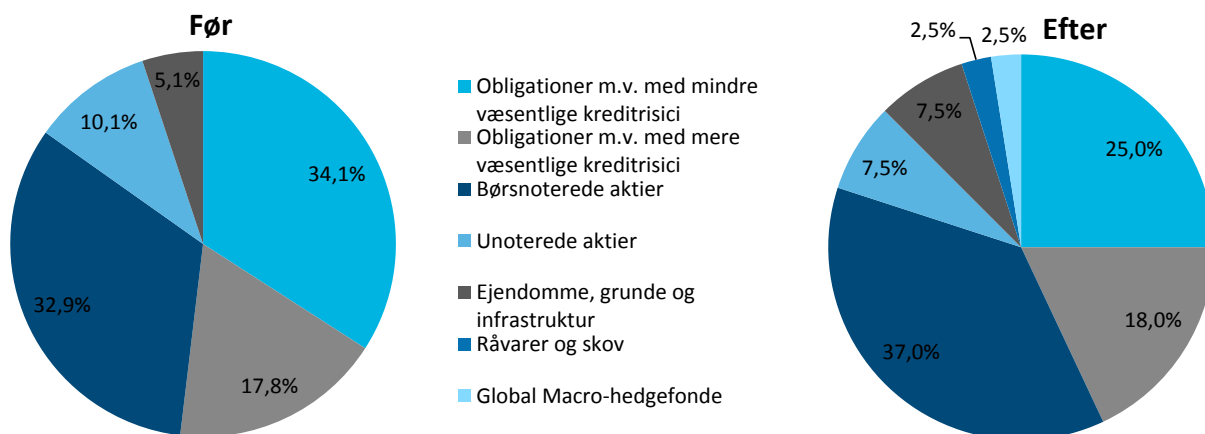 Før
5,1%
10,1%
34,1%
32,9%
17,8%
Obligationer m.v. med mindre
væsentlige kreditrisici
Obligationer m.v. med mere
væsentlige kreditrisici
Børsnoterede aktier
Unoterede aktier
Ejendomme, grunde og
infrastruktur
Råvarer og skov
Global Macro-hedgefonde
Efter
2,5%
2,5%
7,5%
7,5%
25,0%
18,0%
37,0%